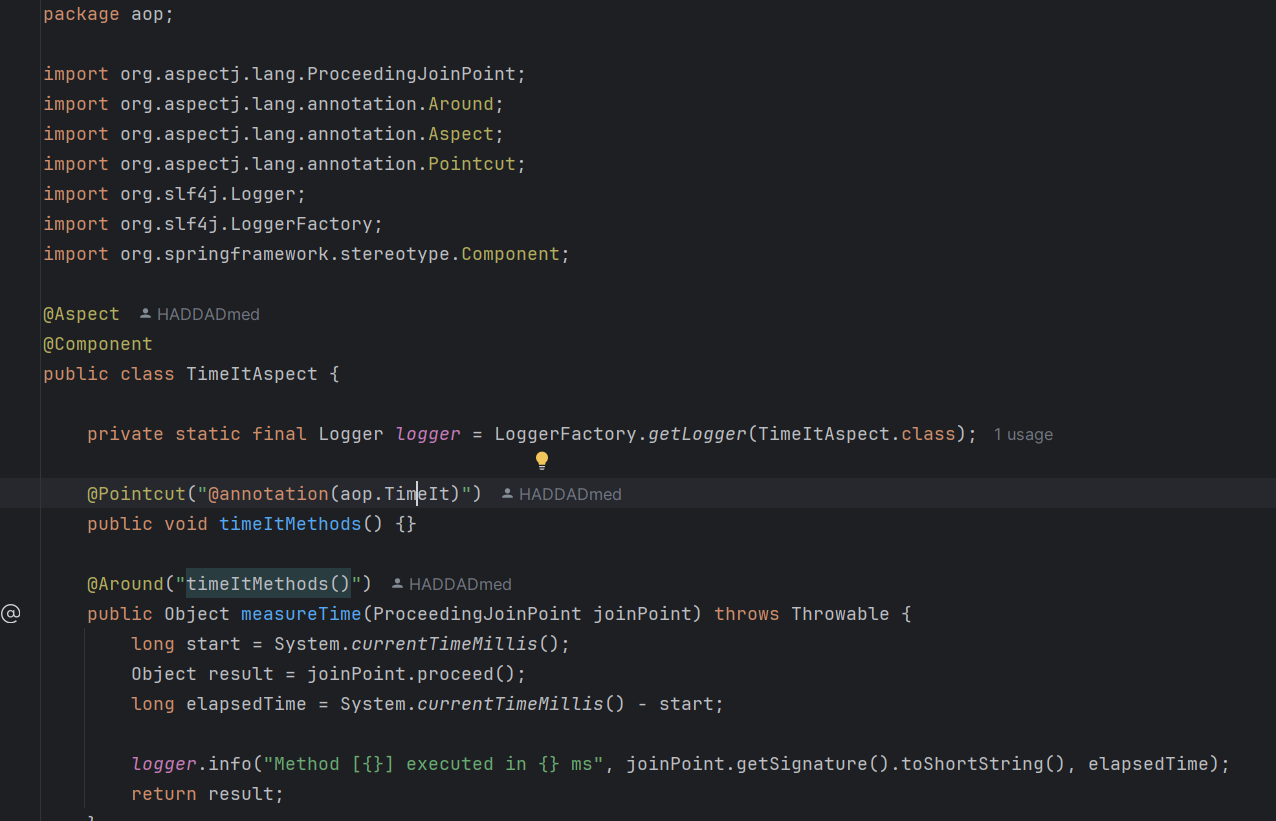 package aop;
import org.aspectj.lang.ProceedingJoinPoint;
import org.aspectj.lang.annotation.Around;
import org.aspectj.lang.annotation.Aspect;
import org.aspectj.lang.annotation.Pointcut;
import org.slf4j.Logger;
import org.slf4j.LoggerFactory;
import org.springframework.stereotype.Component;
@Aspect HADDADmed
@Component
public class TimeItAspect {
private static final Logger logger = LoggerFactory.getLogger(TimeItAspect.class); 1 usage
@Pointcut("@annotation(aop.TimeIt)") HADDADmed
public void timeItMethods() {}
@Around("timeItMethods()") HADDADmed
public Object measureTime(ProceedingJoinPoint joinPoint) throws Throwable {
long start = System.currentTimeMillis();
Object result = joinPoint.proceed();
long elapsedTime = System.currentTimeMillis() - start;
logger.info("Method [{}] executed in {} ms", joinPoint.getSignature().toShortString(), elapsedTime);
return result;
}